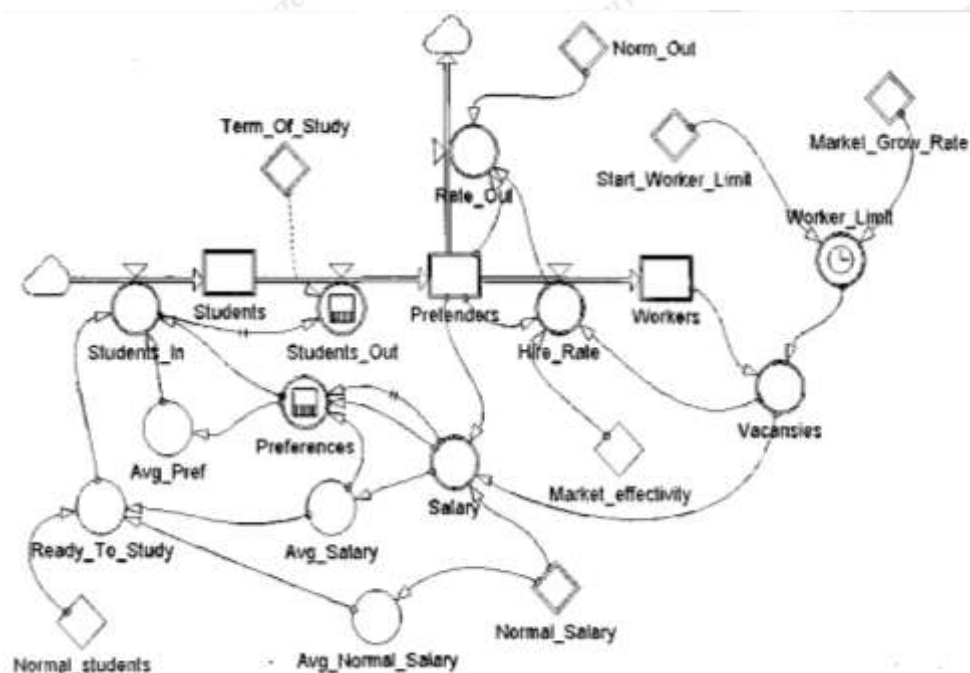 Norm_Out
Term_Of_Study
Market_Grow_Rate
Start_Worker_Limit
Rate_Out
Worker_Limit
Students
Pretenders
Workers
Students_In
Students_Out
Hire_Rate
Preferences
Vacansies
Avg_Pref
Salary
Market_effectivity
Ready_To_Study
Avg_Salary
Normal_Salary
Normal_students
Avg_Normal_Salary